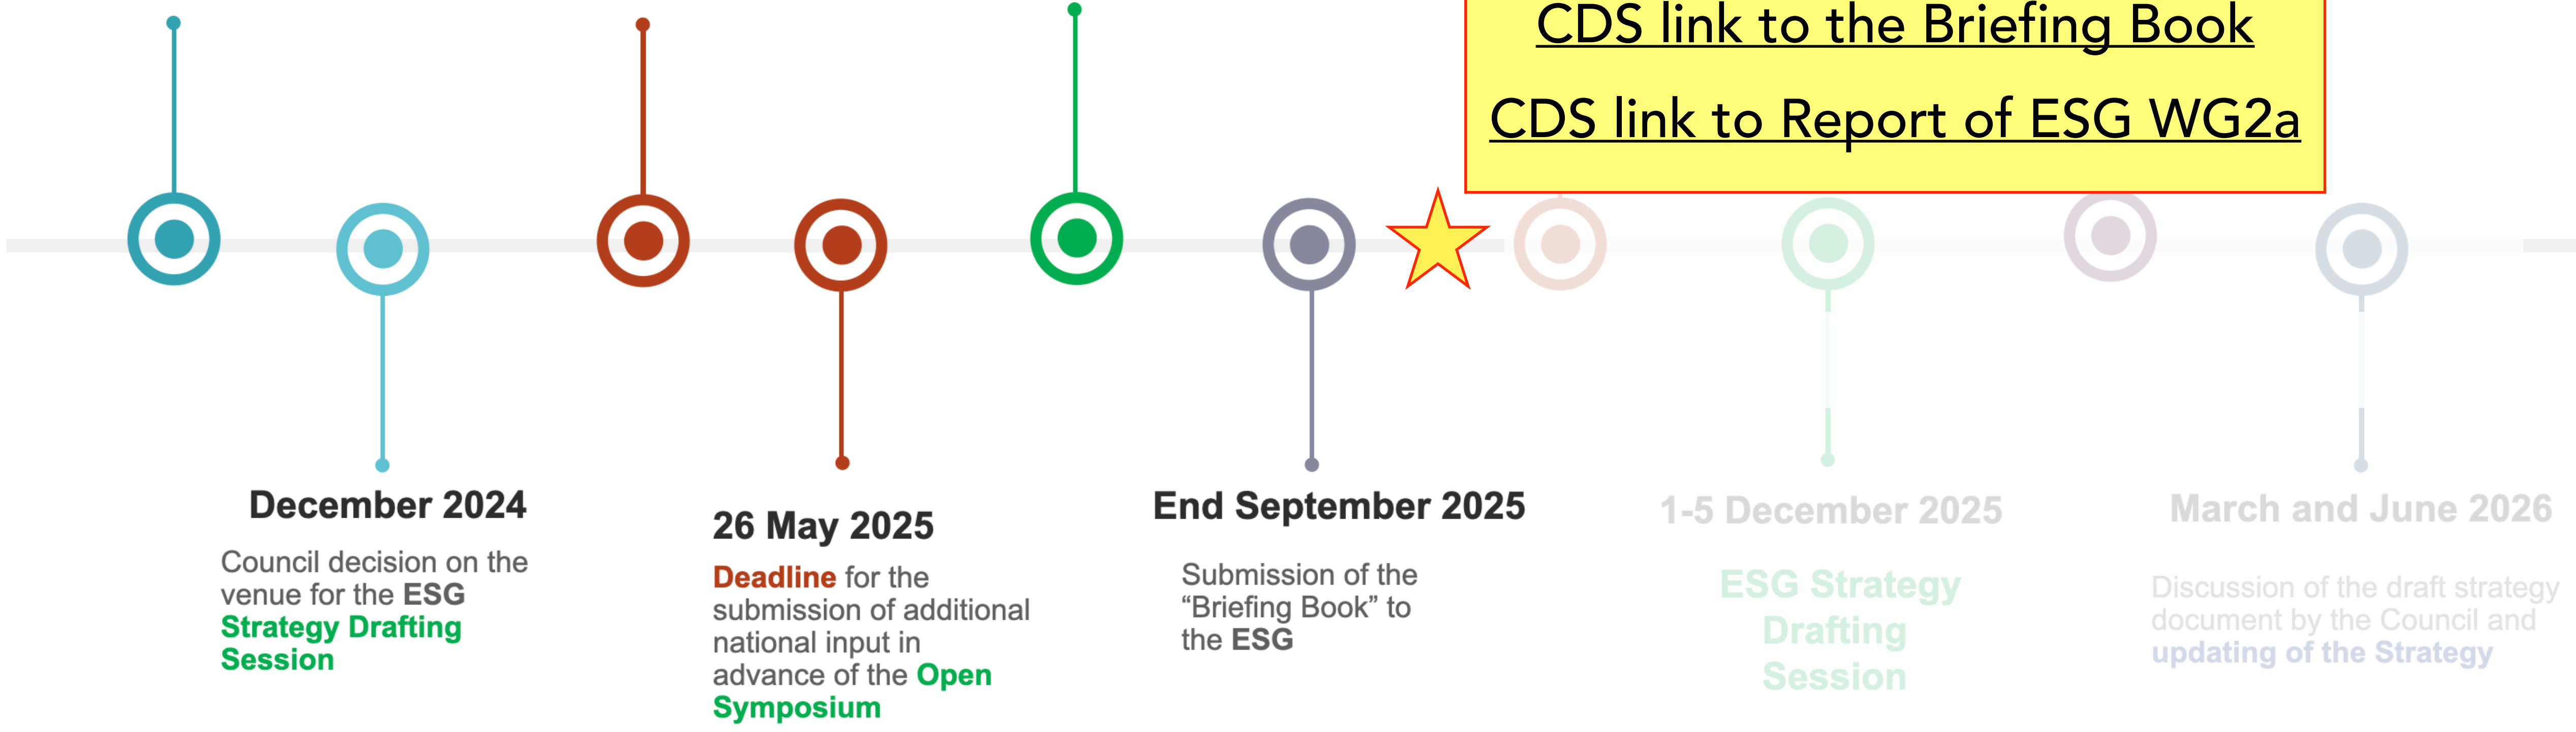 CDS link to the Briefing Book
CDS link to Report of ESG WG2a
December 2024
Council decision on the
venue for the ESG
Strategy Drafting
Session
26 May 2025
Deadline for the
submission of additional
national input in
advance of the Open
Symposium
End September 2025
Submission of the
“Briefing Book” to
the ESG
1-5 December 2025
ESG Strategy
Drafting
Session
March and June 2026
Discussion of the draft strategy
document by the Council and
updating of the Strategy